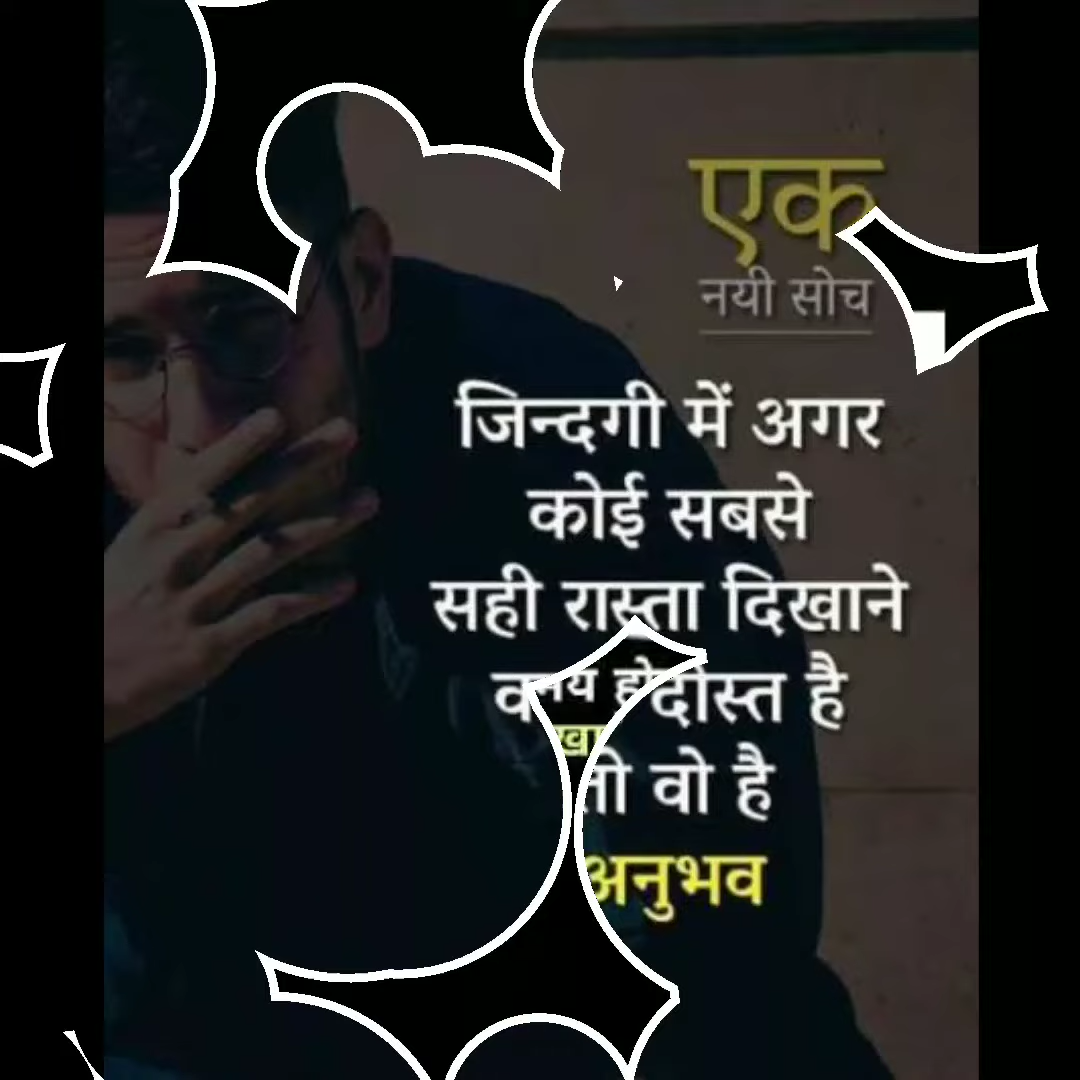 एक
नयी सोच
जिन्दगी में अगर
कोई सबसे
सही रास्ता दिखाने
दोस्त है
तो वो है
अनुभव